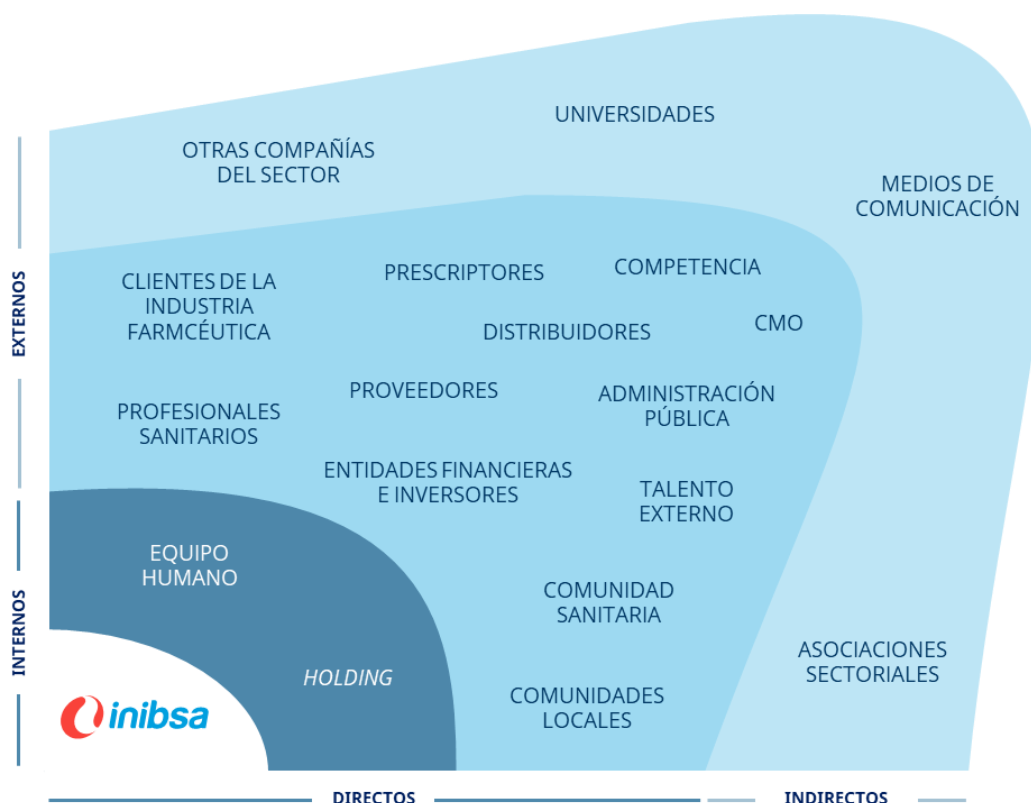 UNIVERSIDADES
OTRAS COMPAÑÍAS
DEL SECTOR
MEDIOS DE
COMUNICACIÓN
EXTERNOS
CLIENTES DE LA
INDUSTRIA
FARMCÉUTICA
PRESCRIPTORES
COMPETENCIA
DISTRIBUIDORES
CMO
PROFESIONALES
SANITARIOS
PROVEEDORES
ADMINISTRACIÓN
PÚBLICA
ENTIDADES FINANCIERAS
E INVERSORES
TALENTO
EXTERNO
INTERNOS
EQUIPO
HUMANO
HOLDING
COMUNIDAD
SANITARIA
COMUNIDADES
LOCALES
ASOCIACIONES
SECTORIALES
inibsa
DIRECTOS
INDIRECTOS